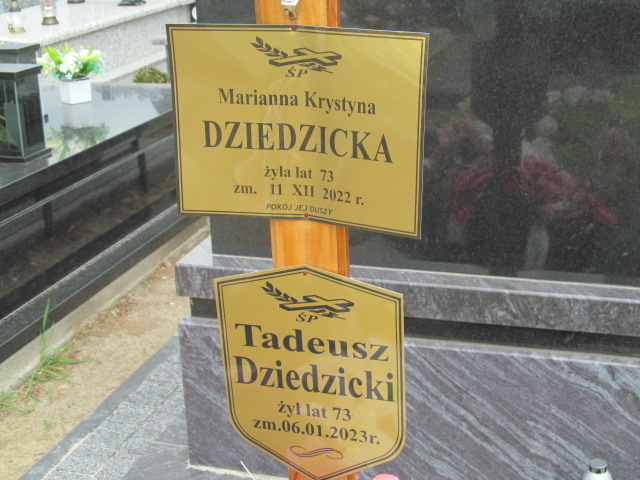 ŚP
Marianna Krystyna
DZIEDZICKA
żyła lat 73
zm. 11 XII 2022 r.
POKÓJ JEJ DUSZY
ŚP
Tadeusz
Dziedzicki
żył lat 73
zm.06.01.2023r.